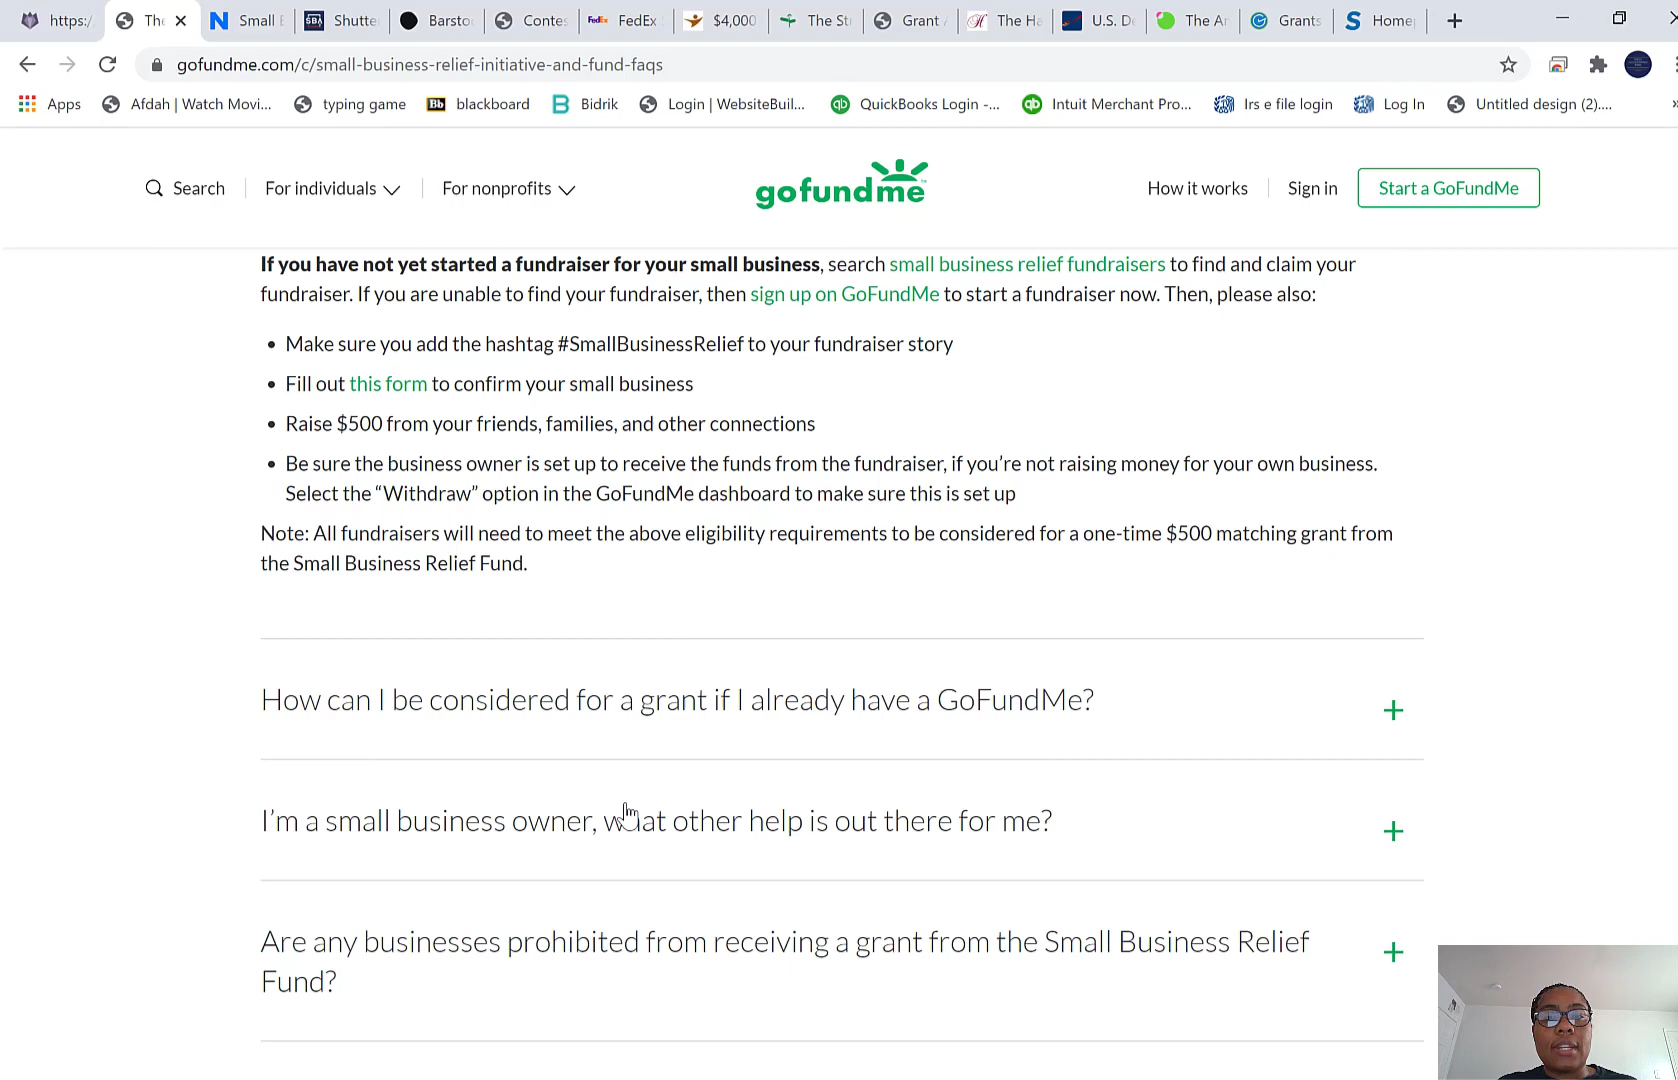 https:/
The
Small E
Shutte
Barsto
Contes
FedEx
$4,000
The St
Grant
The Ha
U.S. De
The Ar
Grants
Home
gofundme.com/c/small-business-relief-initiative-and-fund-faqs
Apps
Afdah | Watch Movi...
typing game
Bb blackboard
Bidrik
Login | WebsiteBuil...
QuickBooks Login -...
Intuit Merchant Pro...
Irs e file login
Log In
Untitled design (2)....
Search
For individuals
For nonprofits
gofundme
How it works
Sign in
Start a GoFundMe
If you have not yet started a fundraiser for your small business, search small business relief fundraisers to find and claim your
fundraiser. If you are unable to find your fundraiser, then sign up on GoFundMe to start a fundraiser now. Then, please also:
• Make sure you add the hashtag #SmallBusinessRelief to your fundraiser story
• Fill out this form to confirm your small business
• Raise $500 from your friends, families, and other connections
• Be sure the business owner is set up to receive the funds from the fundraiser, if you’re not raising money for your own business.
Select the “Withdraw” option in the GoFundMe dashboard to make sure this is set up
Note: All fundraisers will need to meet the above eligibility requirements to be considered for a one-time $500 matching grant from
the Small Business Relief Fund.
How can I be considered for a grant if I already have a GoFundMe?
I’m a small business owner, what other help is out there for me?
Are any businesses prohibited from receiving a grant from the Small Business Relief
Fund?